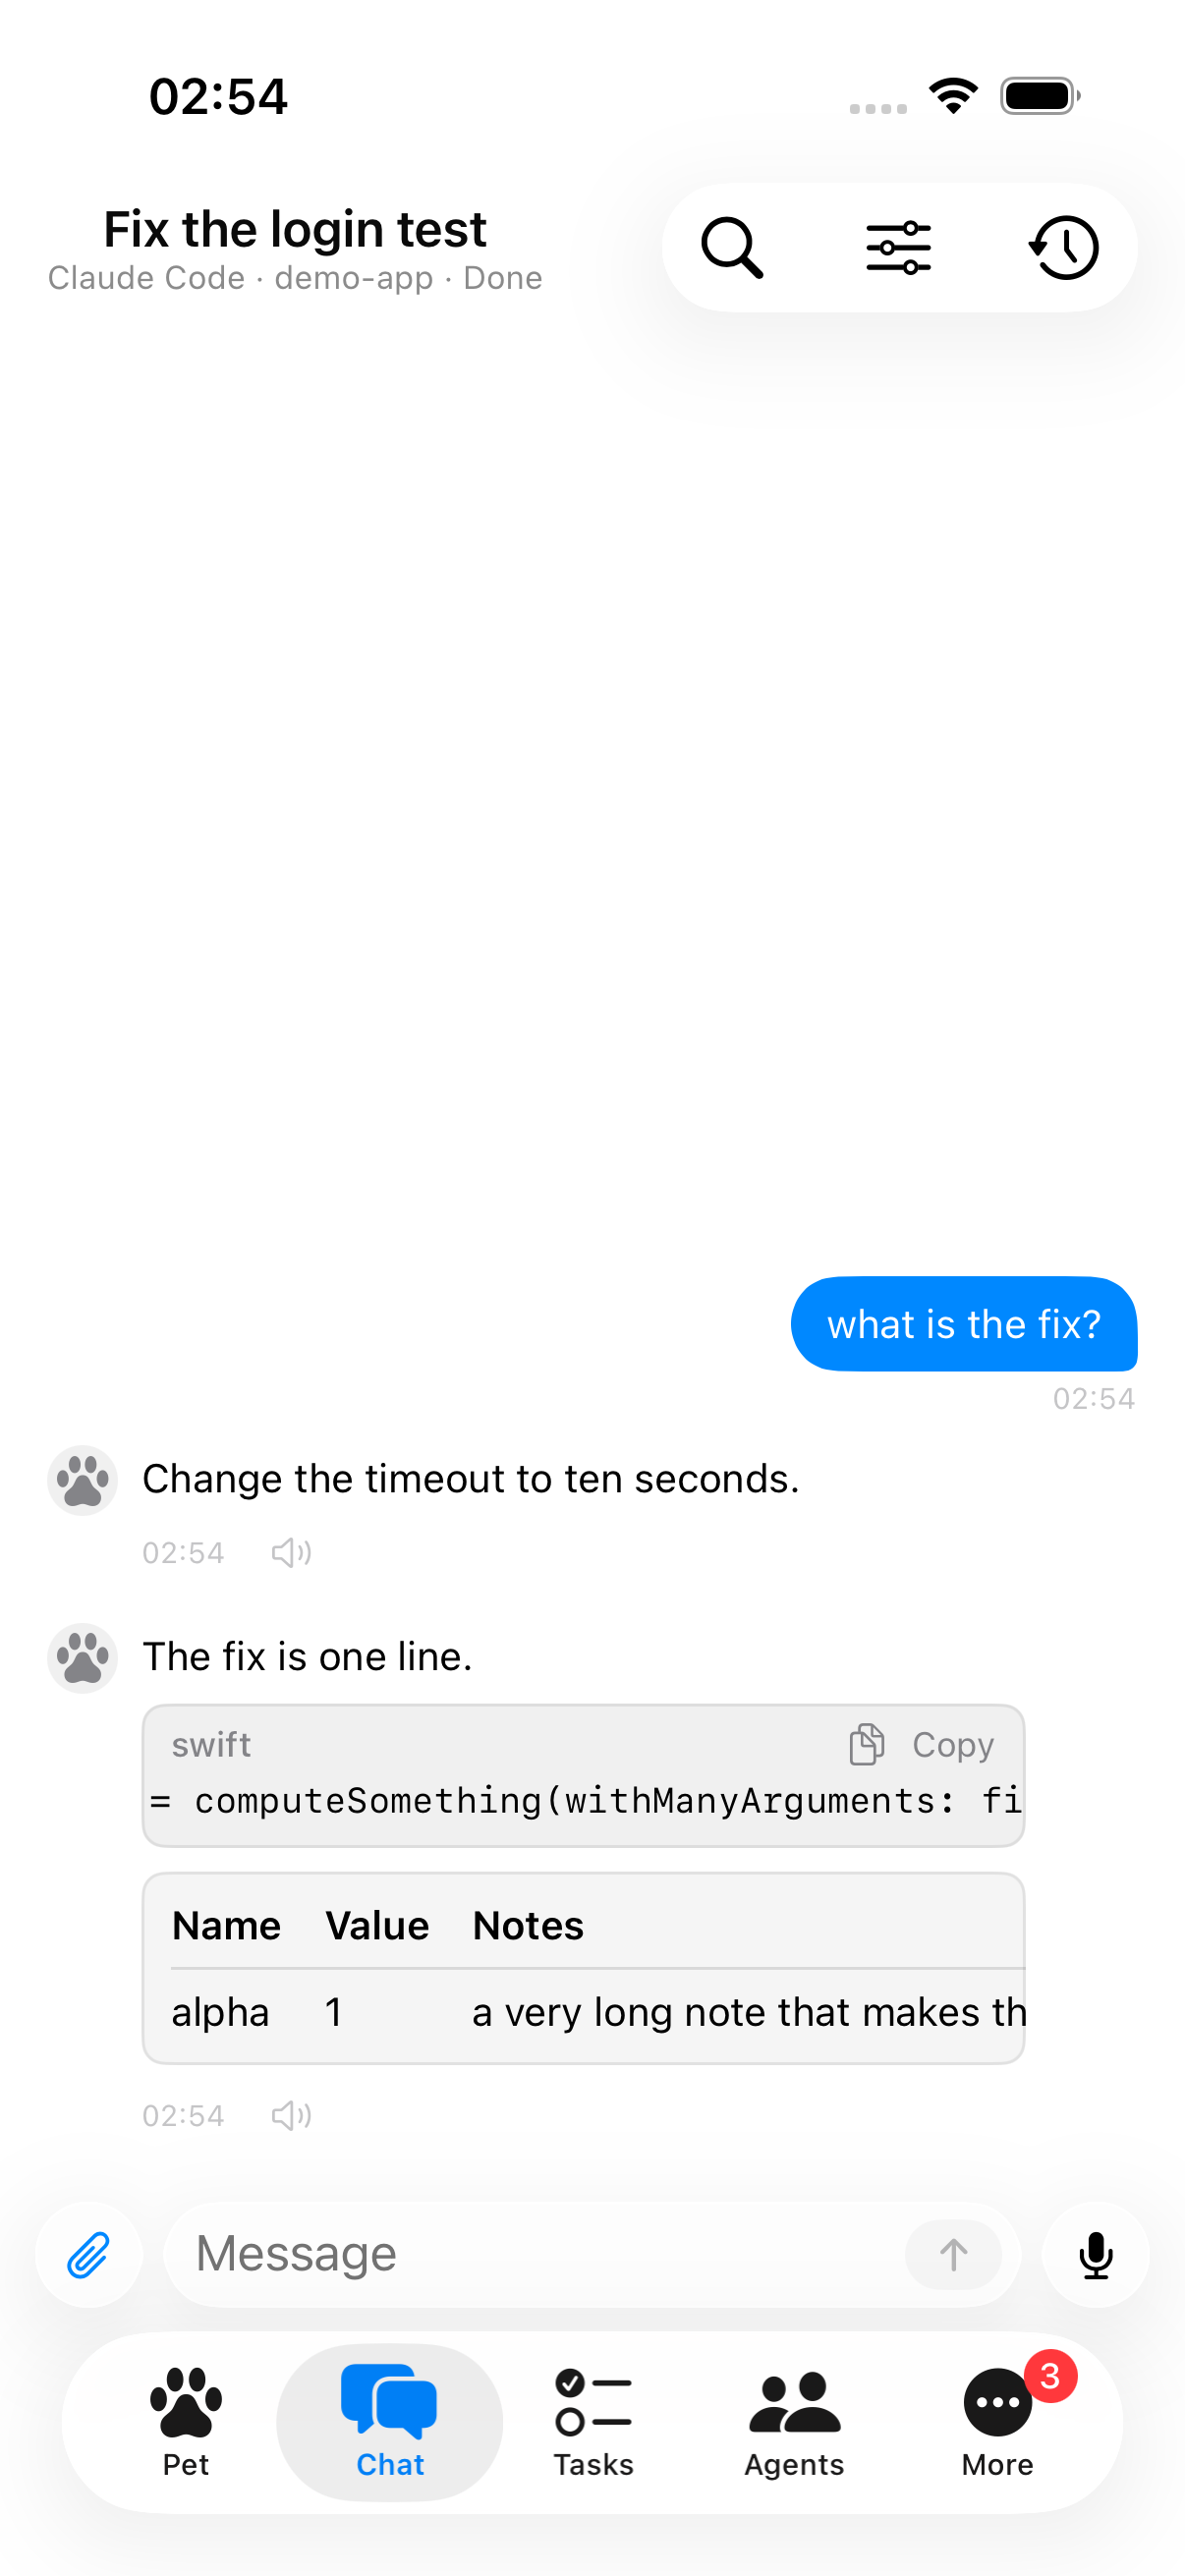 02:54
Fix the login test
Claude Code · demo-app · Done
what is the fix?
02:54
Change the timeout to ten seconds.
02:54
The fix is one line.
swift Copy
= computeSomething(withManyArguments: fi
Name Value Notes
alpha 1 a very long note that makes th
02:54
Message
3
Pet Chat Tasks Agents More